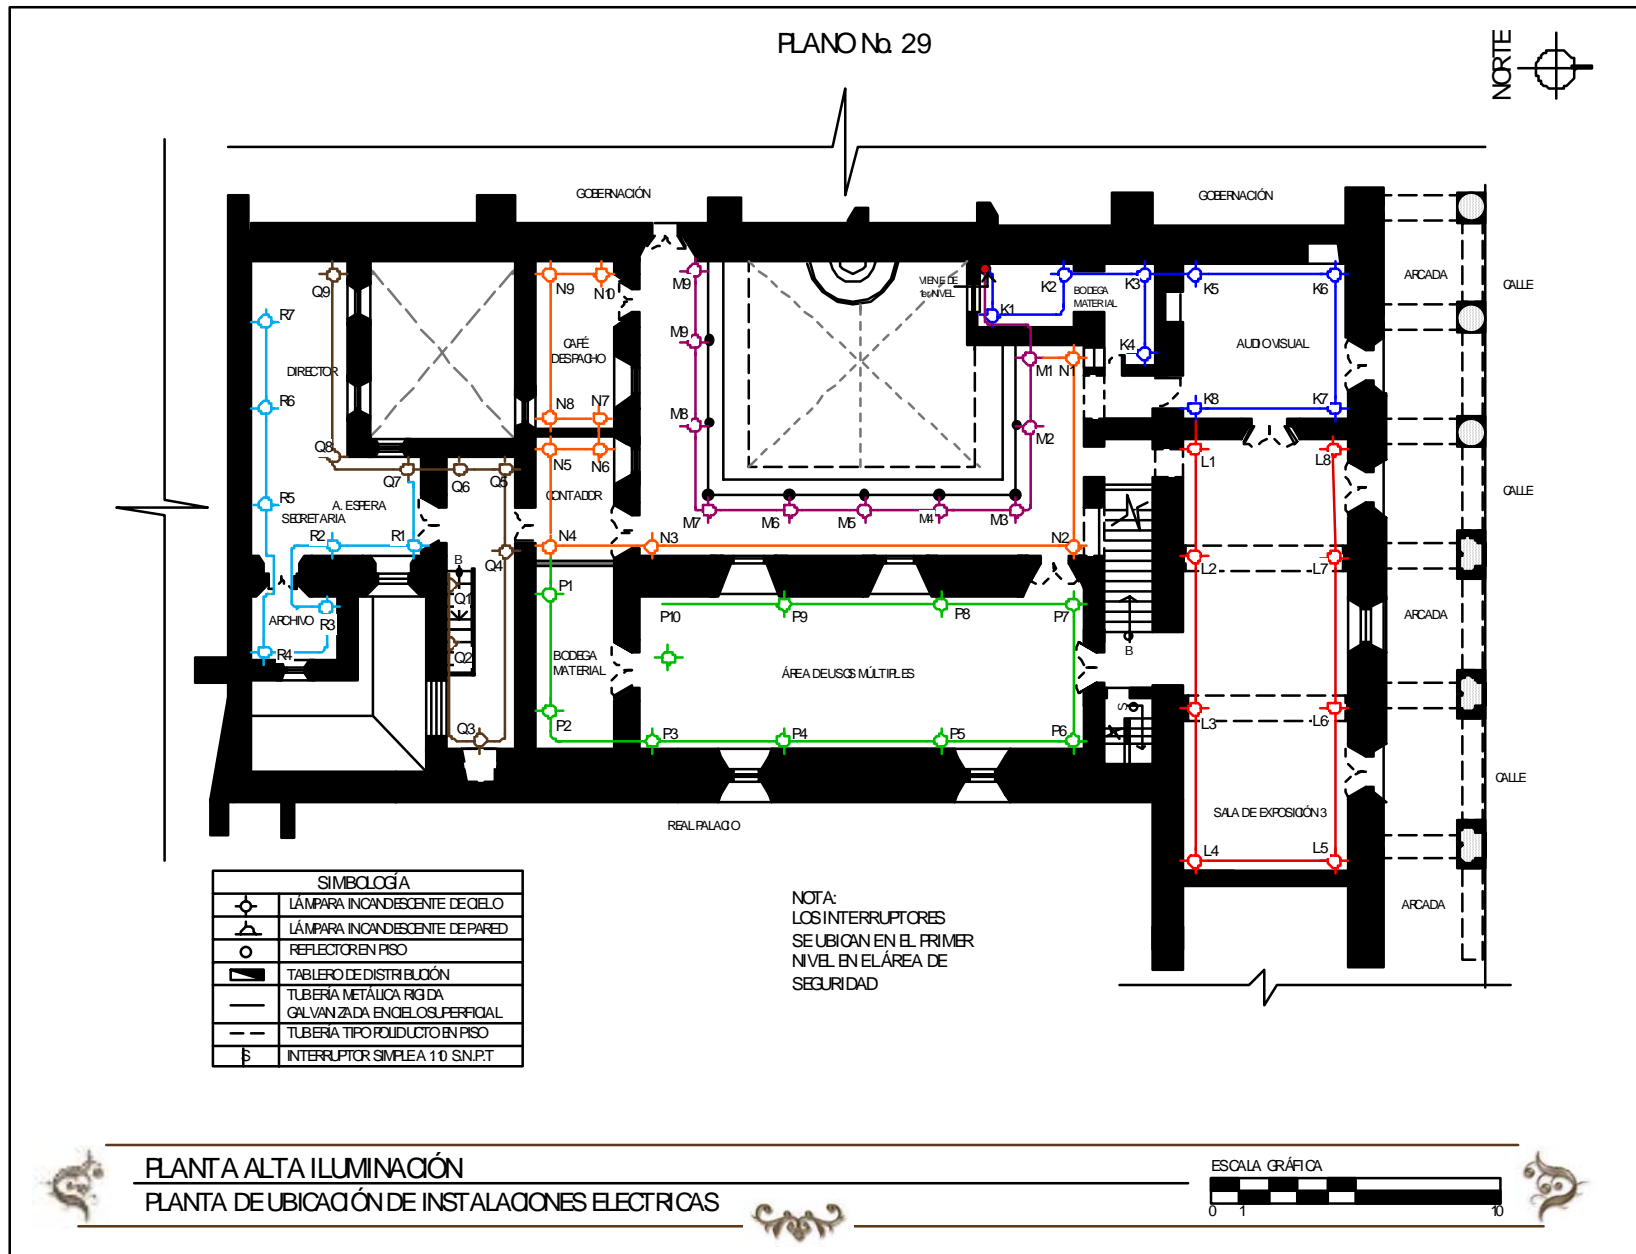 PLANO No. 29
NORTE
GOBERNACIÓN
GOBERNACIÓN
ARCADA
CALLE
Q9
N9
N10
M9
VIENE DE
1er NIVEL
K1
K2
BODEGA
MATERIAL
K3
K5
K6
R7
M9
CAFÉ
DESPACHO
DIRECTOR
K4
AUDIOVISUAL
M1
N1
R6
N8
N7
M8
K8
K7
M2
Q8
N5
N6
L1
L8
Q7
Q6
Q5
R5
A. ESPERA
SECRETARIA
CONTADOR
M7
M6
M5
M4
M3
CALLE
R2
R1
N4
N3
N2
Q4
B
L2
L7
Q1
P1
ARCHIVO
R3
P10
P9
P8
P7
ARCADA
R4
Q2
BODEGA
MATERIAL
ÁREA DE USOS MÚLTIPLES
B
S
L3
L6
Q3
P2
P3
P4
P5
P6
CALLE
REAL PALACIO
SALA DE EXPOSICIÓN 3
L4
L5
ARCADA
SIMBOLOGÍA
LÁMPARA INCANDESCENTE DE CIELO
LÁMPARA INCANDESCENTE DE PARED
REFLECTOR EN PISO
TABLERO DE DISTRIBUCIÓN
TUBERÍA METÁLICA RIGIDA
GALVANIZADA EN CIELO SUPERFICIAL
TUBERÍA TIPO POLIDUCTO EN PISO
S INTERRUPTOR SIMPLE A 1.10 S.N.P.T
NOTA:
LOS INTERRUPTORES
SE UBICAN EN EL PRIMER
NIVEL EN EL ÁREA DE
SEGURIDAD
PLANTA ALTA ILUMINACIÓN
PLANTA DE UBICACIÓN DE INSTALACIONES ELECTRICAS
ESCALA GRÁFICA
0 1 10